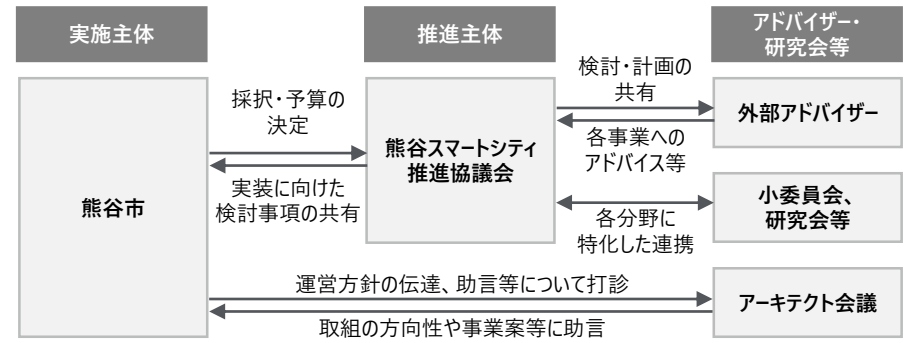 実施主体
推進主体
アドバイザー・
研究会等
検討・計画の
共有
採択・予算の
決定
外部アドバイザー
熊谷スマートシティ
推進協議会
各事業への
アドバイス等
実装に向けた
検討事項の共有
熊谷市
小委員会、
研究会等
各分野に
特化した連携
運営方針の伝達、助言等について打診
アーキテクト会議
取組の方向性や事業案等に助言